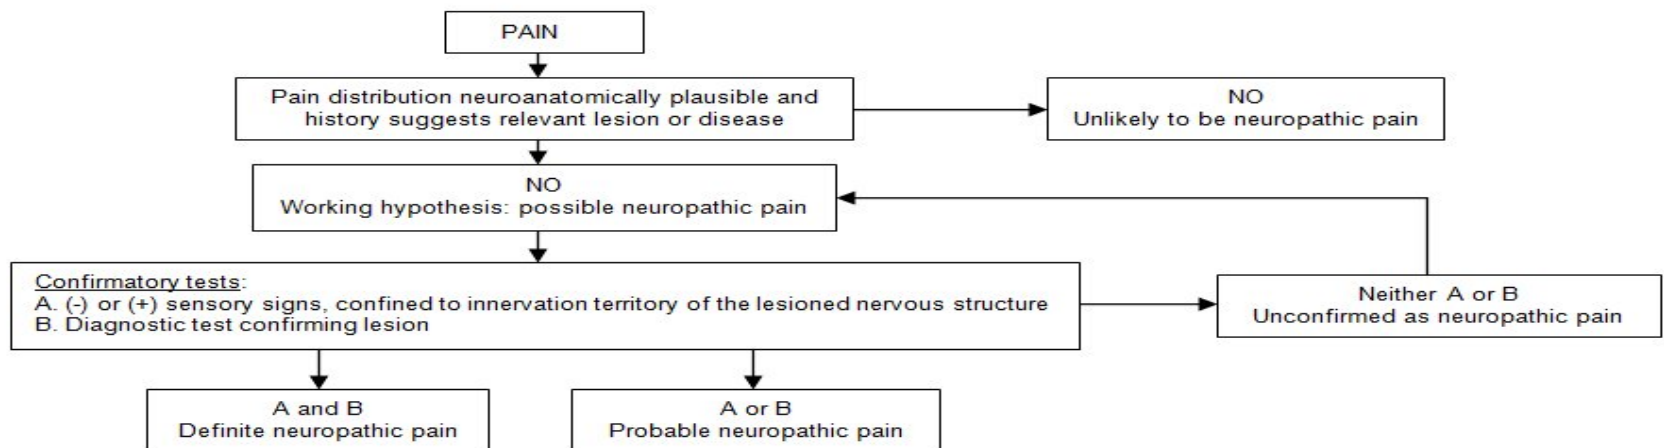 PAIN
Pain distribution neuroanatomically plausible and
history suggests relevant lesion or disease
NO
Unlikely to be neuropathic pain
NO
Working hypothesis: possible neuropathic pain
Confirmatory tests:
A. (-) or (+) sensory signs, confined to innervation territory of the lesioned nervous structure
B. Diagnostic test confirming lesion
Neither A or B
Unconfirmed as neuropathic pain
A and B
Definite neuropathic pain
A or B
Probable neuropathic pain